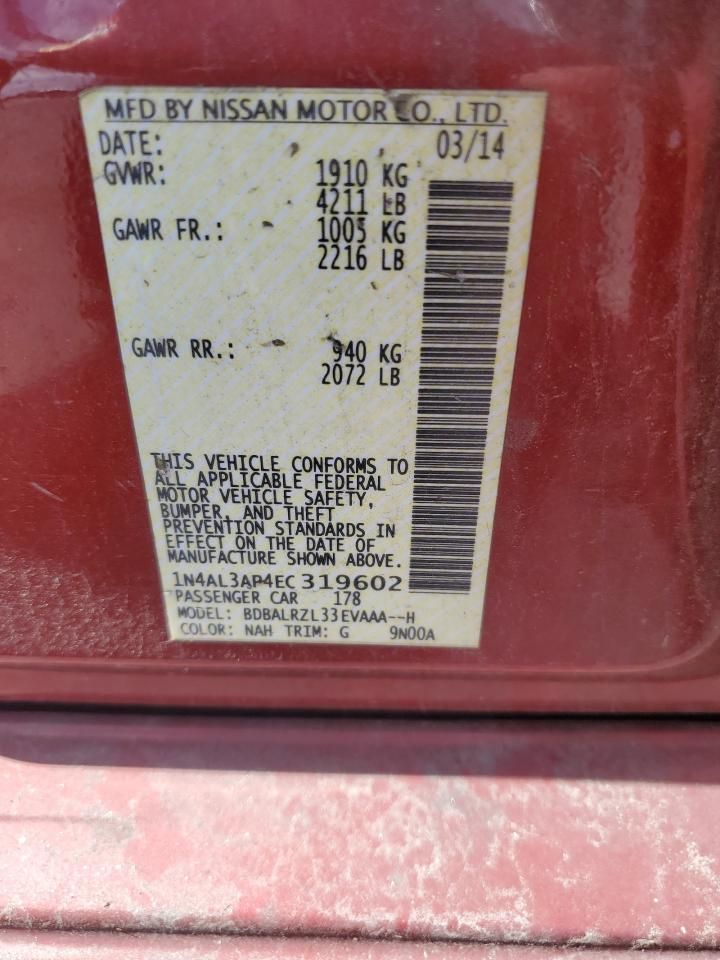 MFD BY NISSAN MOTOR CO., LTD.
DATE: 03/14
GVWR: 1910 KG
4211 LB
GAWR FR.: 1005 KG
2216 LB
GAWR RR.: 940 KG
2072 LB
THIS VEHICLE CONFORMS TO
ALL APPLICABLE FEDERAL
MOTOR VEHICLE SAFETY,
BUMPER, AND THEFT
PREVENTION STANDARDS IN
EFFECT ON THE DATE OF
MANUFACTURE SHOWN ABOVE.
1N4AL3AP4EC319602
PASSENGER CAR 178
MODEL: BDBALRZL33EVAAA--H
COLOR: NAH TRIM: G 9N00A